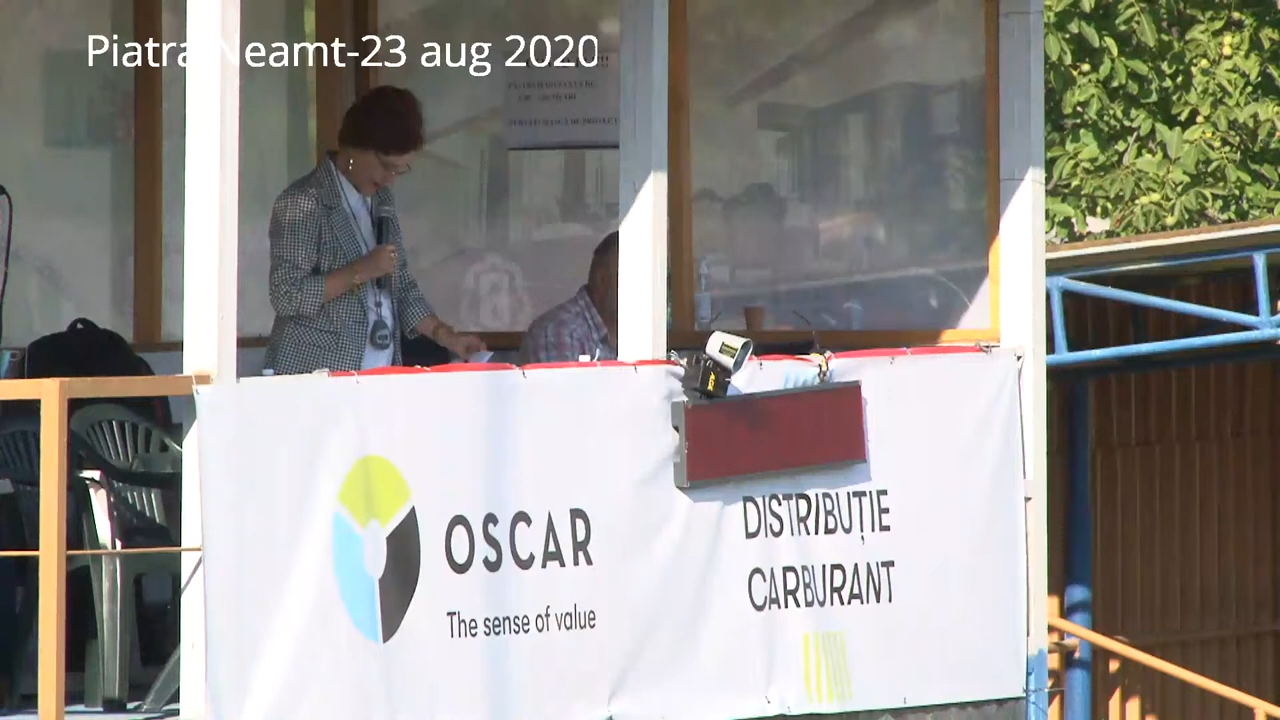 Piatra Neamt-23 aug 2020
OSCAR
The sense of value
DISTRIBUȚIE
CARBURANT